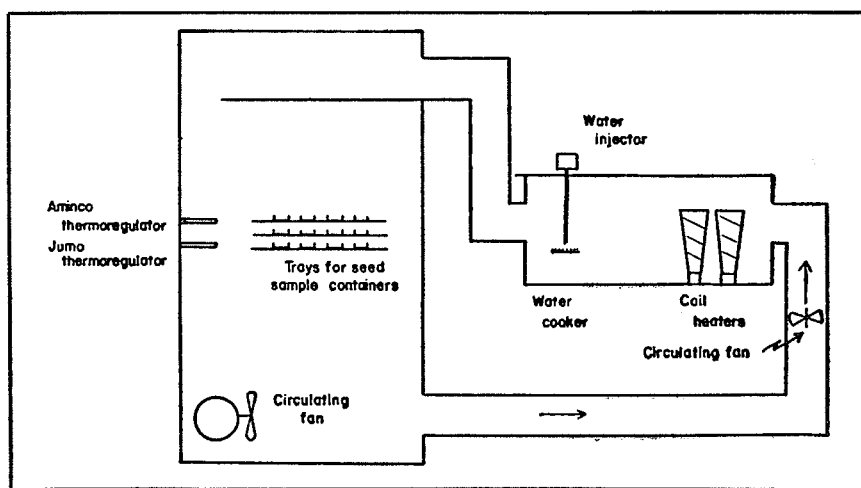 Water
injector
Aminco
thermoregulator
Jumo
thermoregulator
Trays for seed
sample containers
Water
cooker
Coil
heaters
Circulating fan
Circulating
fan